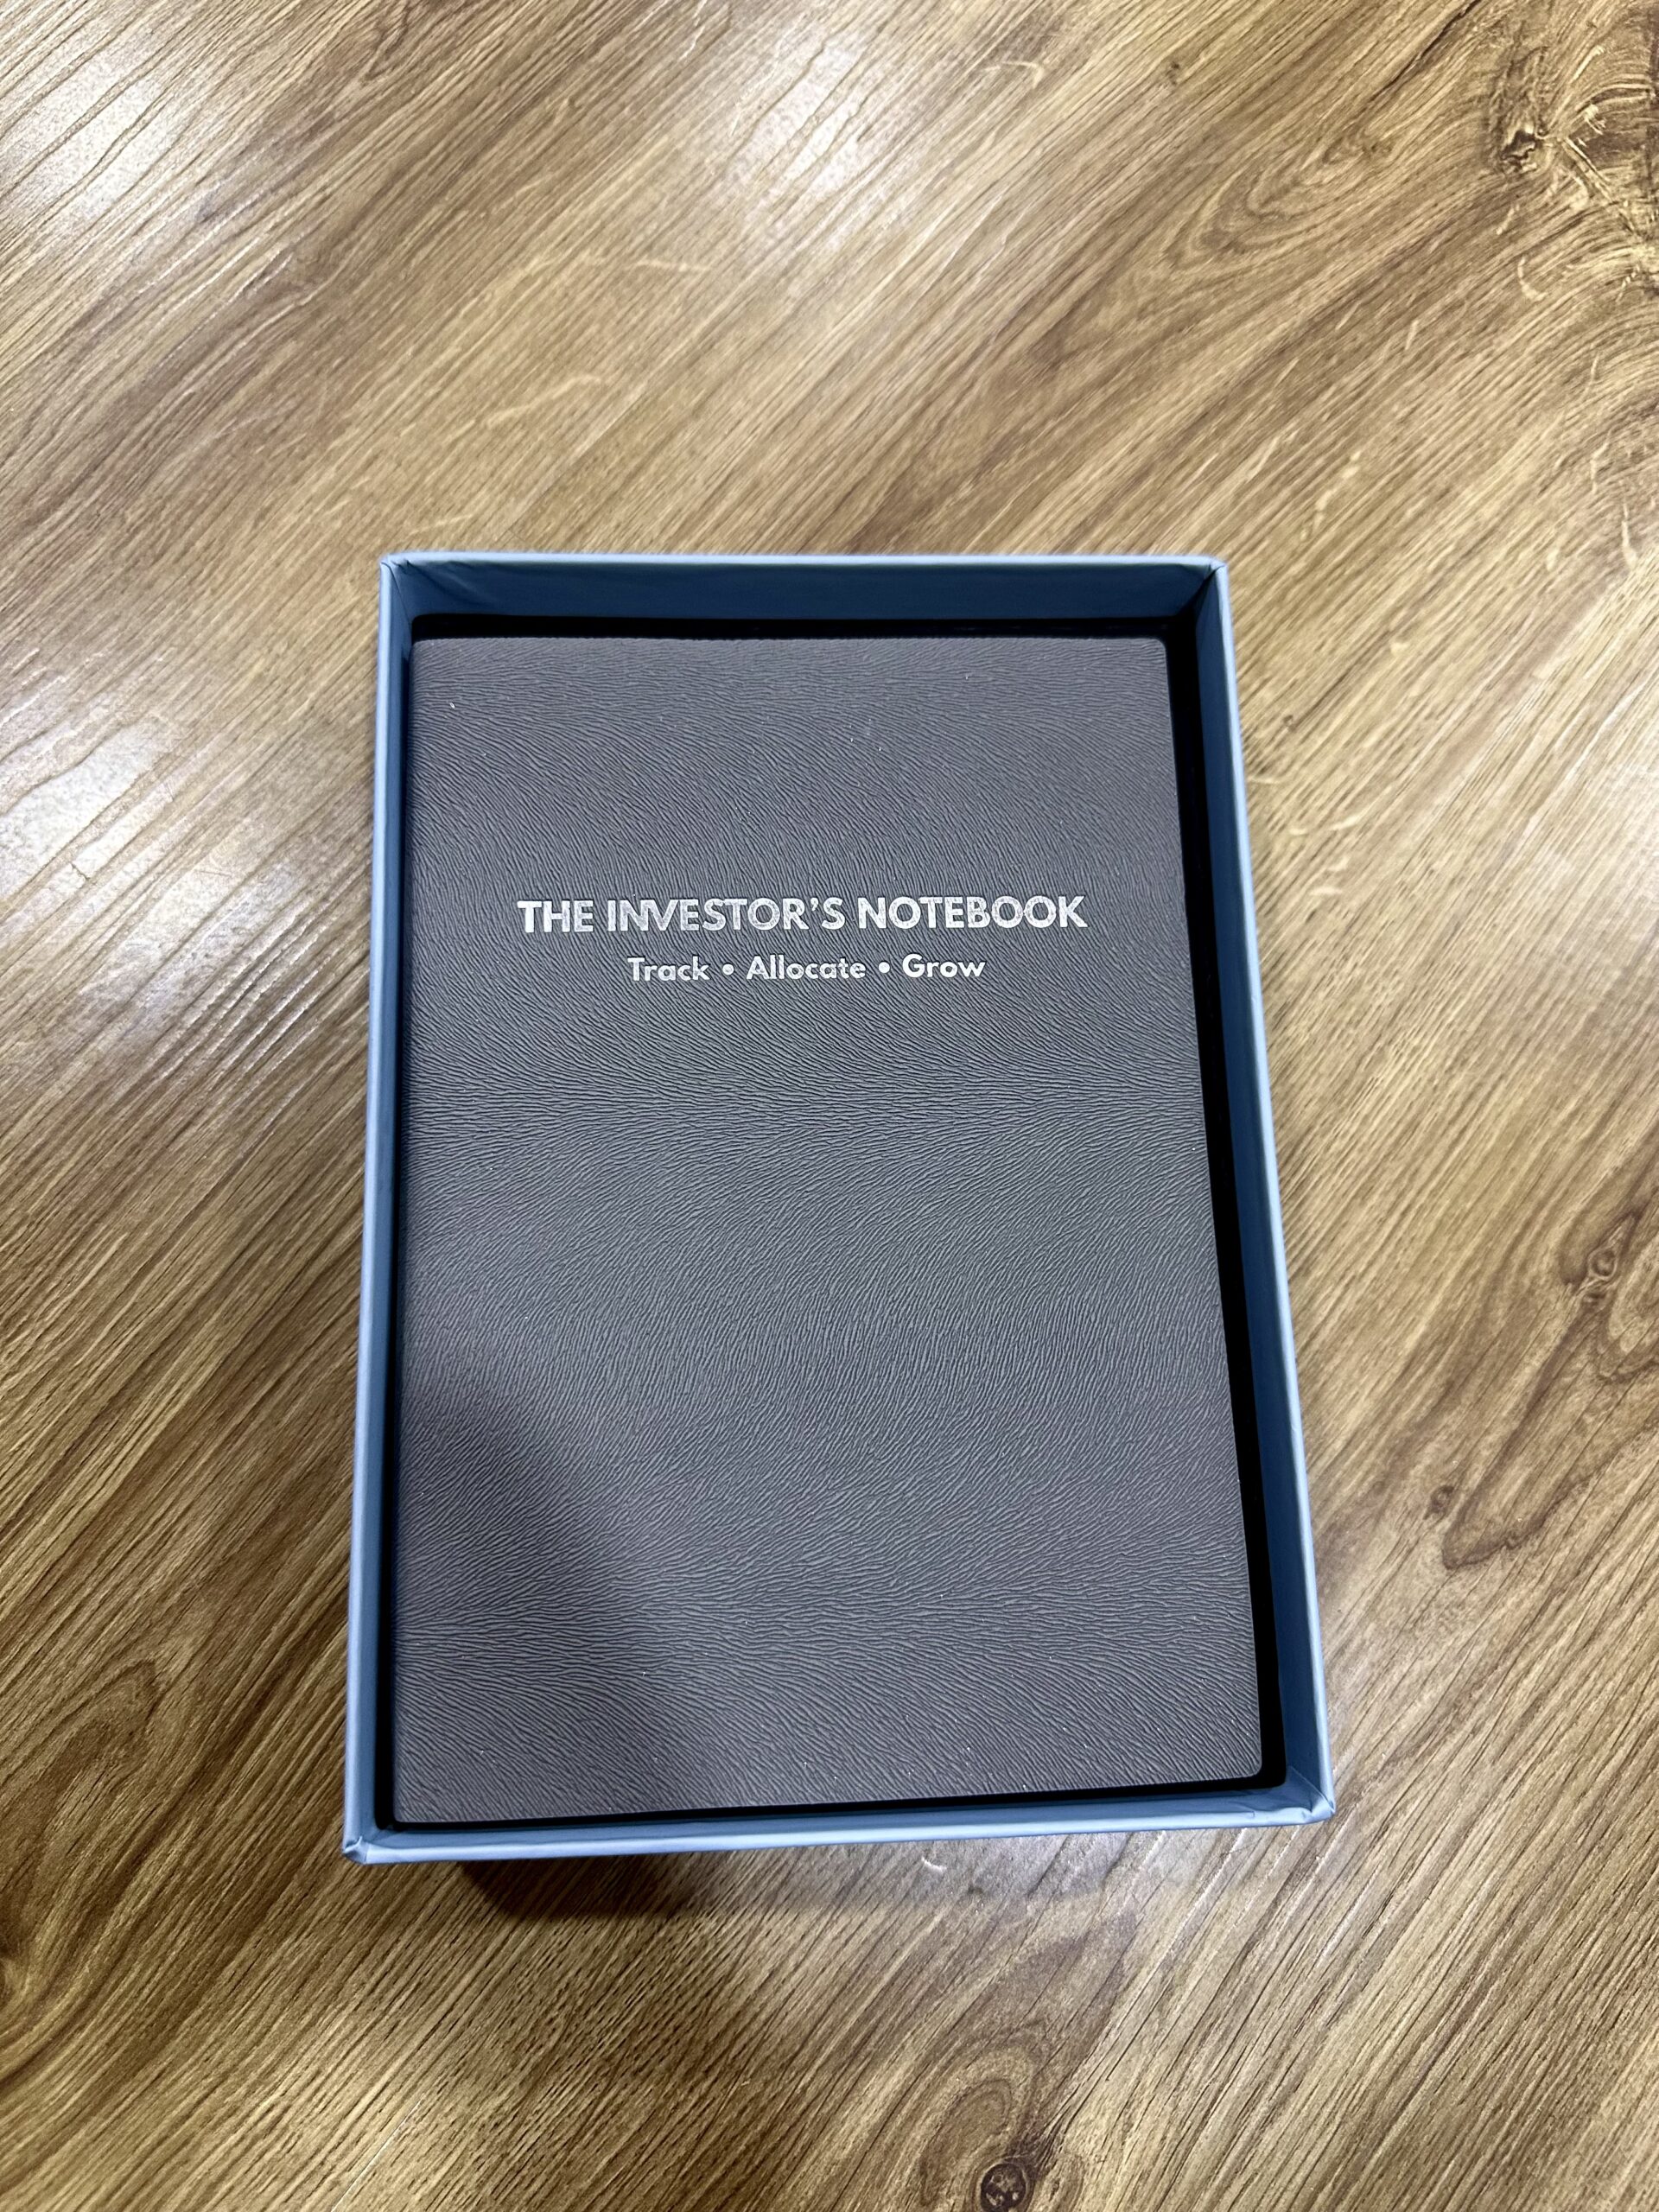 THE INVESTOR'S NOTEBOOK
Track • Allocate • Grow